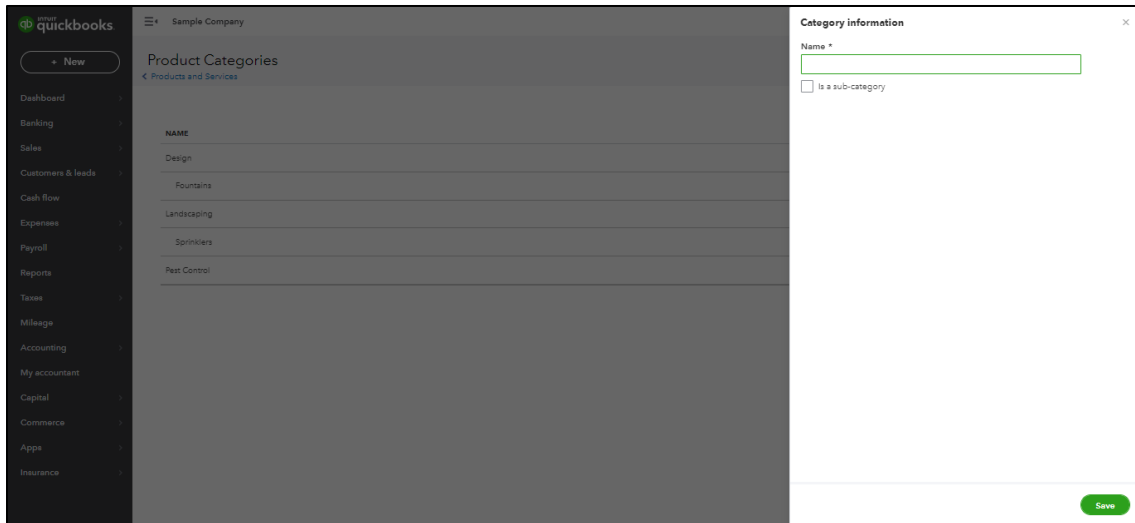 intuit
quickbooks.
+ New
Dashboard
Banking
Sales
Customers & leads
Cash flow
Expenses
Payroll
Reports
Taxes
Mileage
Accounting
My accountant
Capital
Commerce
Apps
Insurance
Sample Company
Product Categories
Products and Services
NAME
Design
Fountains
Landscaping
Sprinklers
Pest Control
Category information
Name *
Is a sub-category
Save